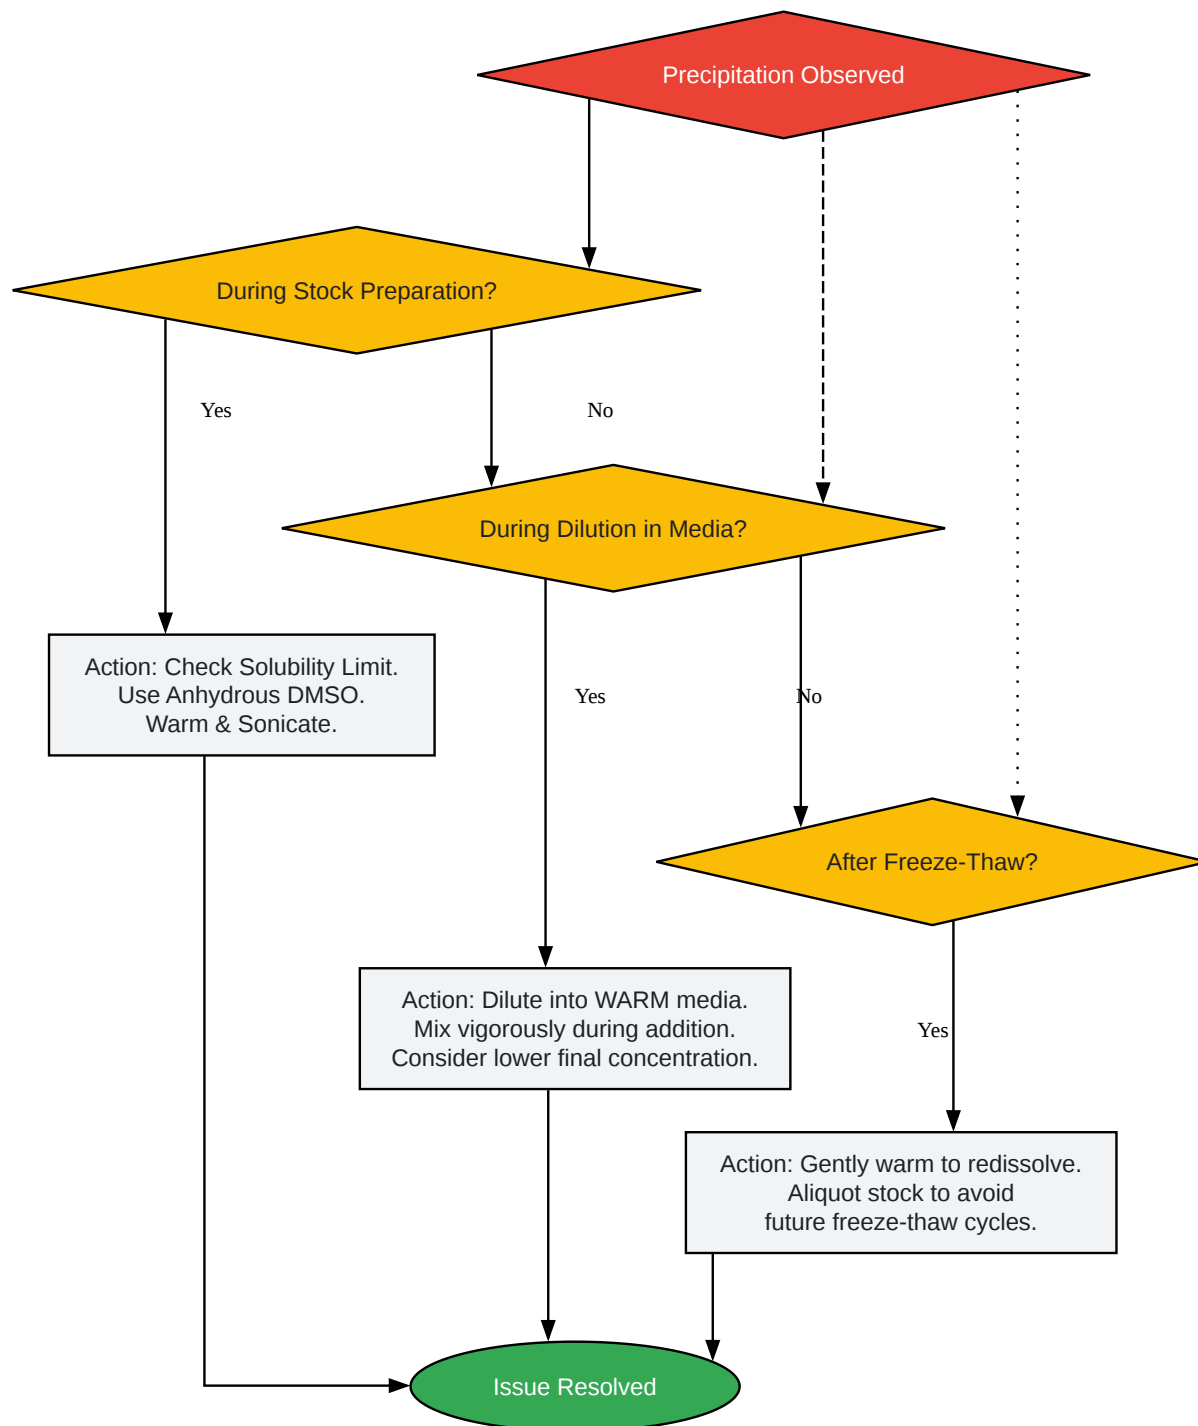 Precipitation Observed
During Stock Preparation?
Yes
No
During Dilution in Media?
Action: Check Solubility Limit.
Use Anhydrous DMSO.
Warm & Sonicate.
Yes
No
After Freeze-Thaw?
Action: Dilute into WARM media.
Mix vigorously during addition.
Consider lower final concentration.
Yes
Action: Gently warm to redissolve.
Aliquot stock to avoid
future freeze-thaw cycles.
Issue Resolved